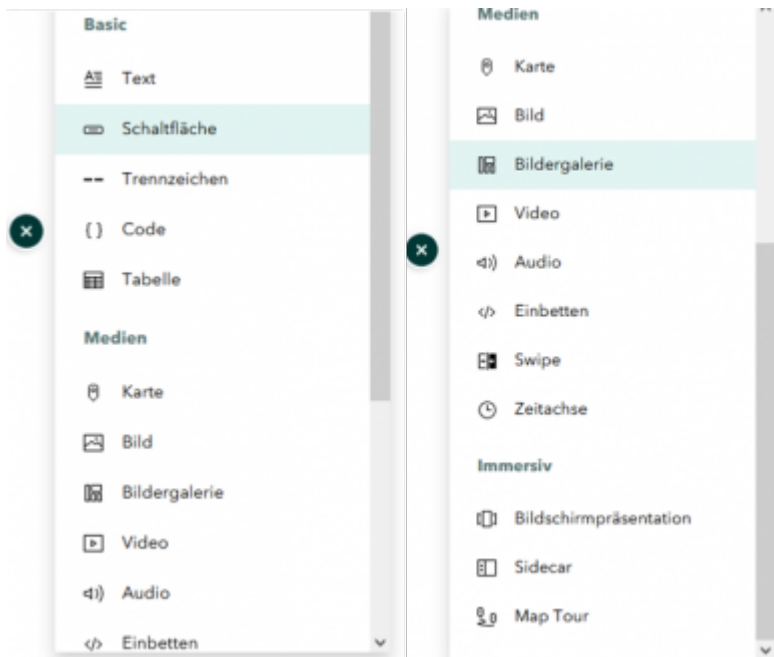 Basic
Text
Schaltfläche
Trennzeichen
Code
Tabelle
Medien
Karte
Bild
Bildergalerie
Video
Audio
Einbetten
Medien
Karte
Bild
Bildergalerie
Video
Audio
Einbetten
Swipe
Zeitachse
Immersiv
Bildschirmpräsentation
Sidecar
Map Tour